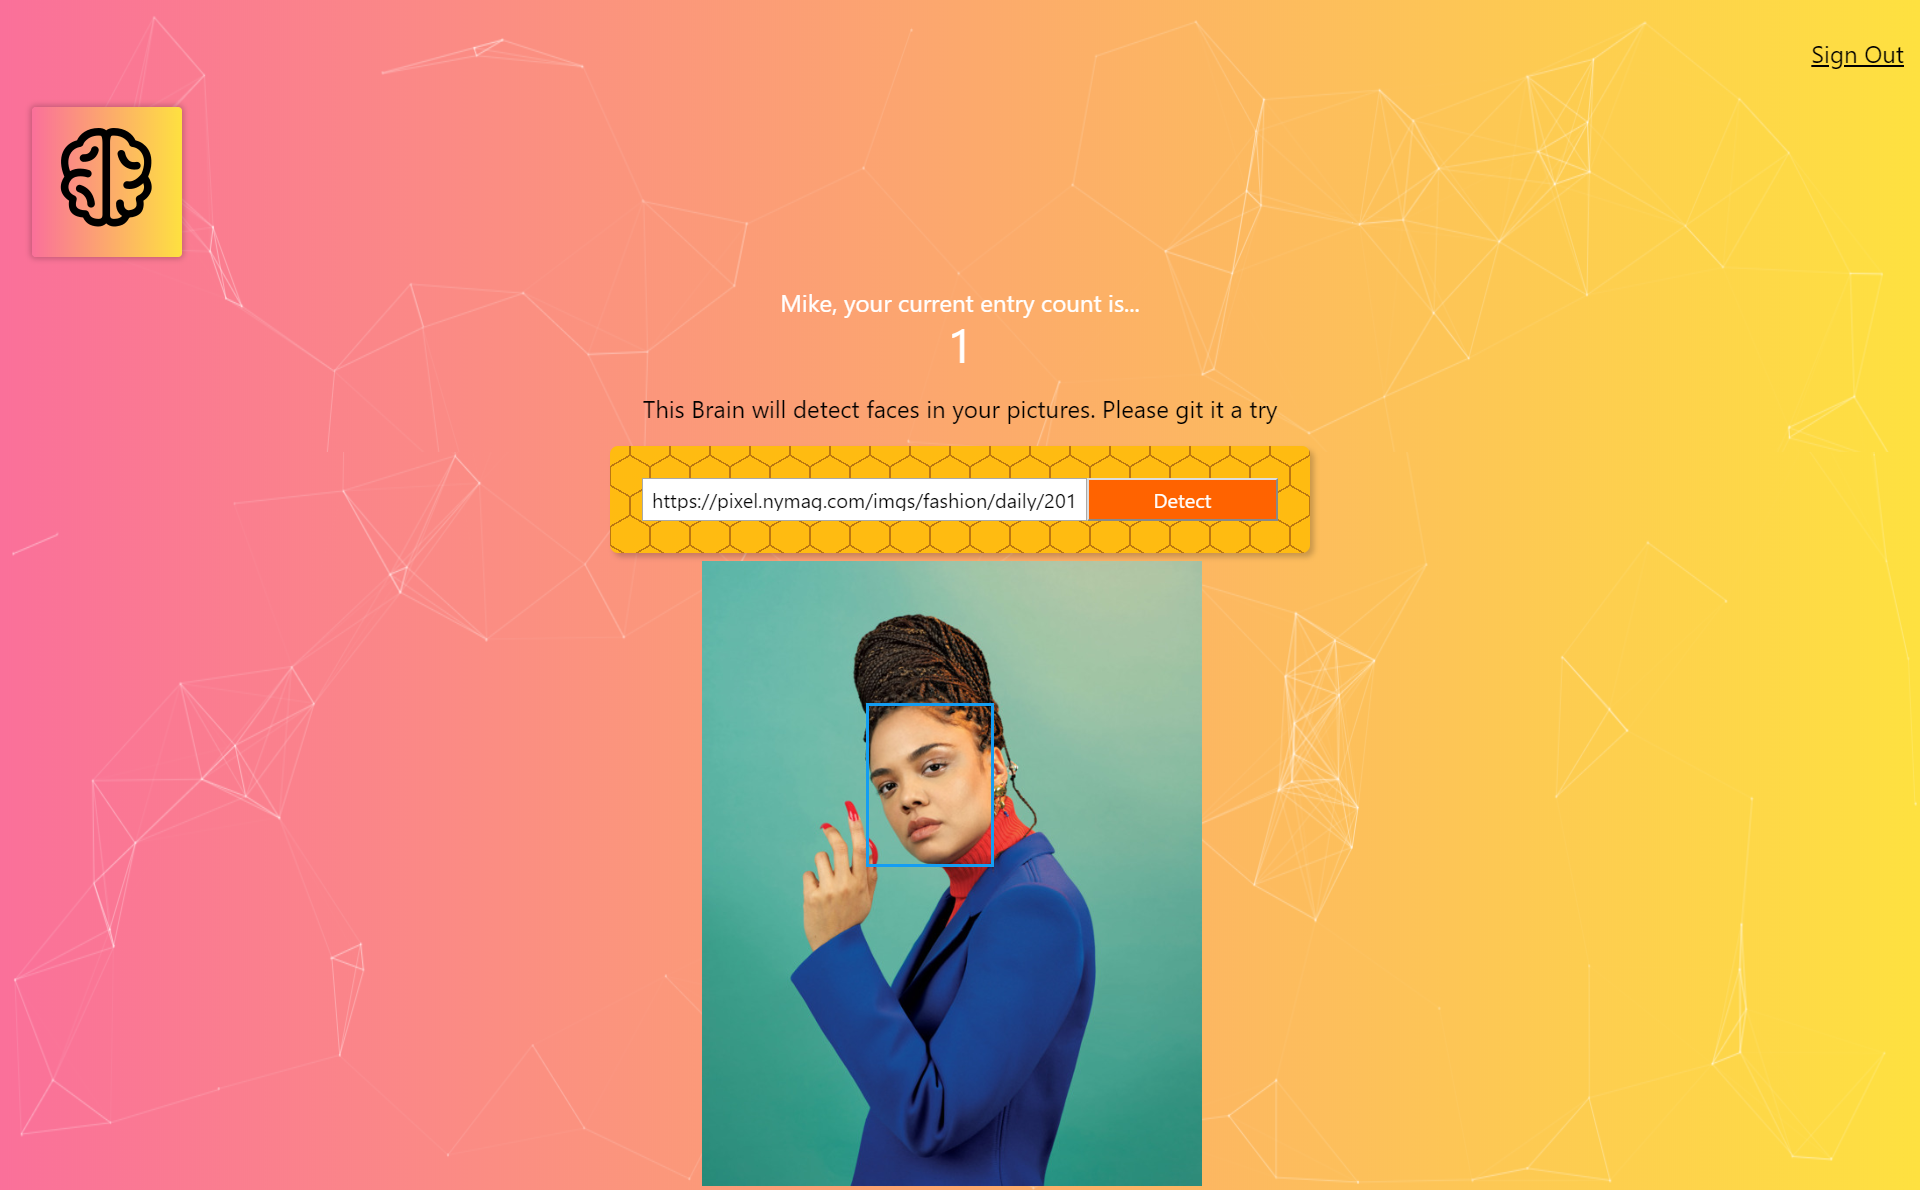 Sign Out
Mike, your current entry count is...
1
This Brain will detect faces in your pictures. Please git it a try
https://pixel.nymag.com/imgs/fashion/daily/201
Detect